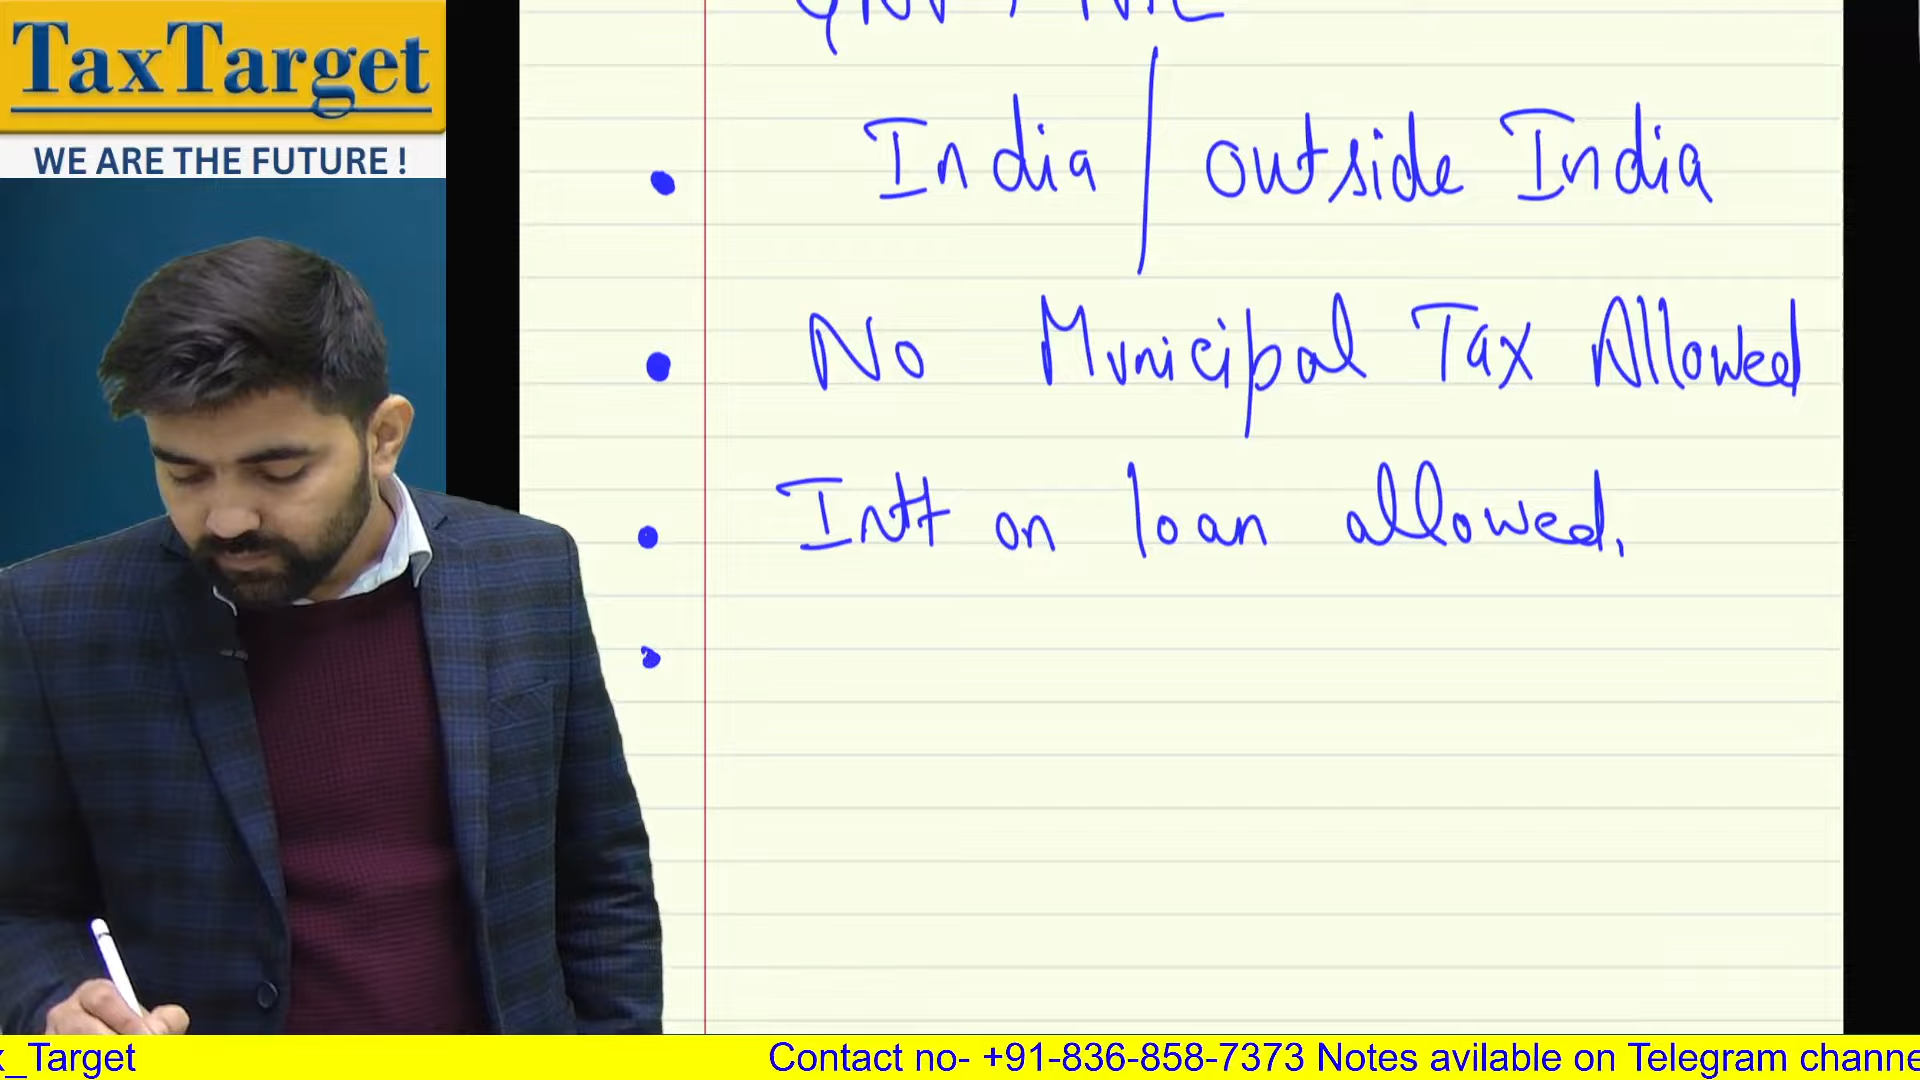 TaxTarget
WE ARE THE FUTURE !
India / outside India
No Municipal Tax Allowed
Intt on loan allowed.
_Target
Contact no- +91-836-858-7373 Notes avilable on Telegram channe